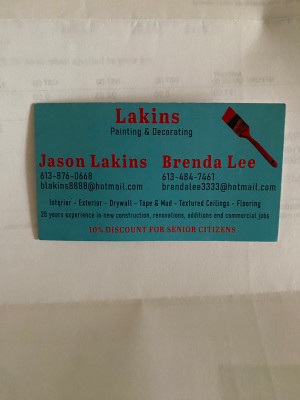 Lakins
Painting & Decorating
Jason Lakins Brenda Lee
613-876-0668 613-484-7461
blakins8888@hotmail.com brendalee3333@hotmail.com
Interior - Exterior - Drywall - Tape & Mud - Textured Ceilings - Flooring
25 years experience in new construction, renovations, additions and commercial jobs
10% DISCOUNT FOR SENIOR CITIZENS